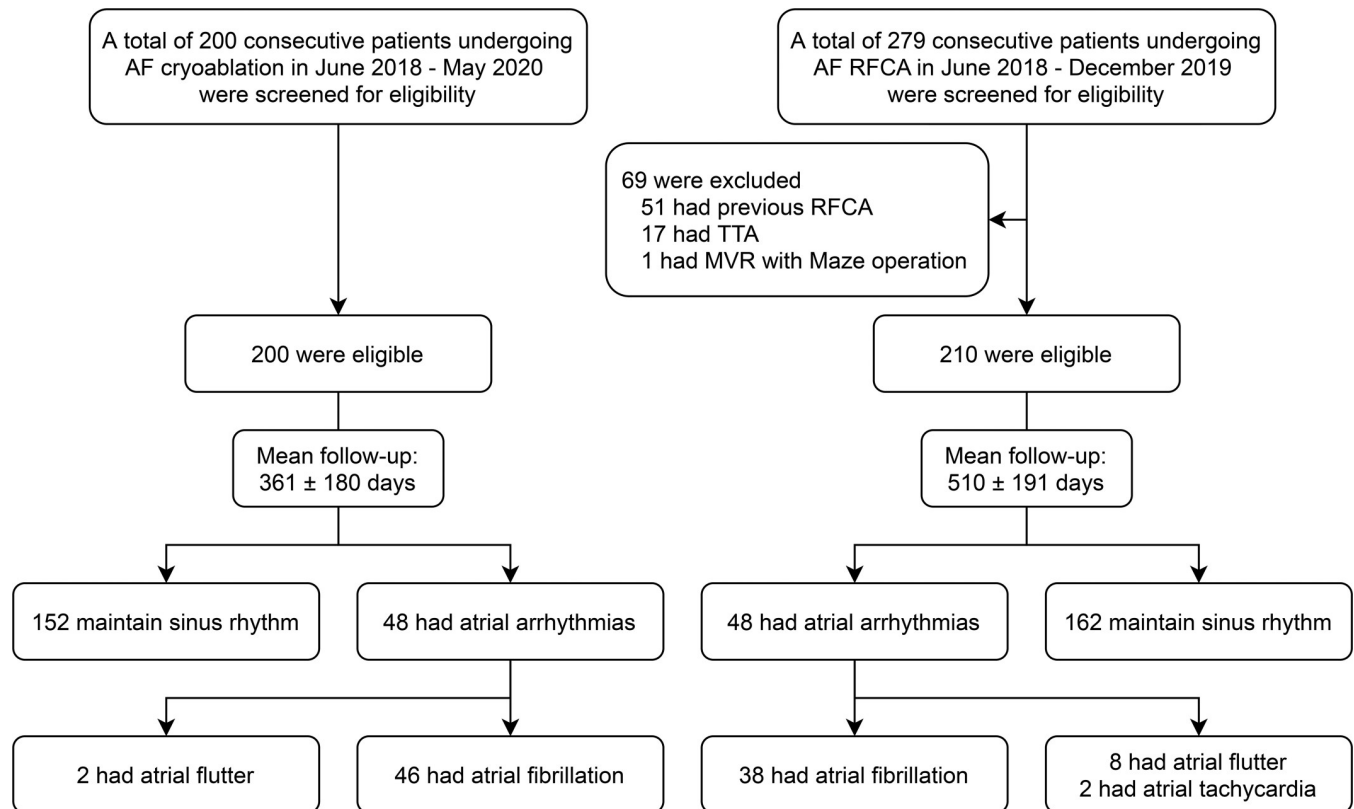 A total of 200 consecutive patients undergoing
AF cryoablation in June 2018 - May 2020
were screened for eligibility
A total of 279 consecutive patients undergoing
AF RFCA in June 2018 - December 2019
were screened for eligibility
69 were excluded
51 had previous RFCA
17 had TTA
1 had MVR with Maze operation
200 were eligible
210 were eligible
Mean follow-up:
361 ± 180 days
Mean follow-up:
510 ± 191 days
152 maintain sinus rhythm
48 had atrial arrhythmias
48 had atrial arrhythmias
162 maintain sinus rhythm
2 had atrial flutter
46 had atrial fibrillation
38 had atrial fibrillation
8 had atrial flutter
2 had atrial tachycardia